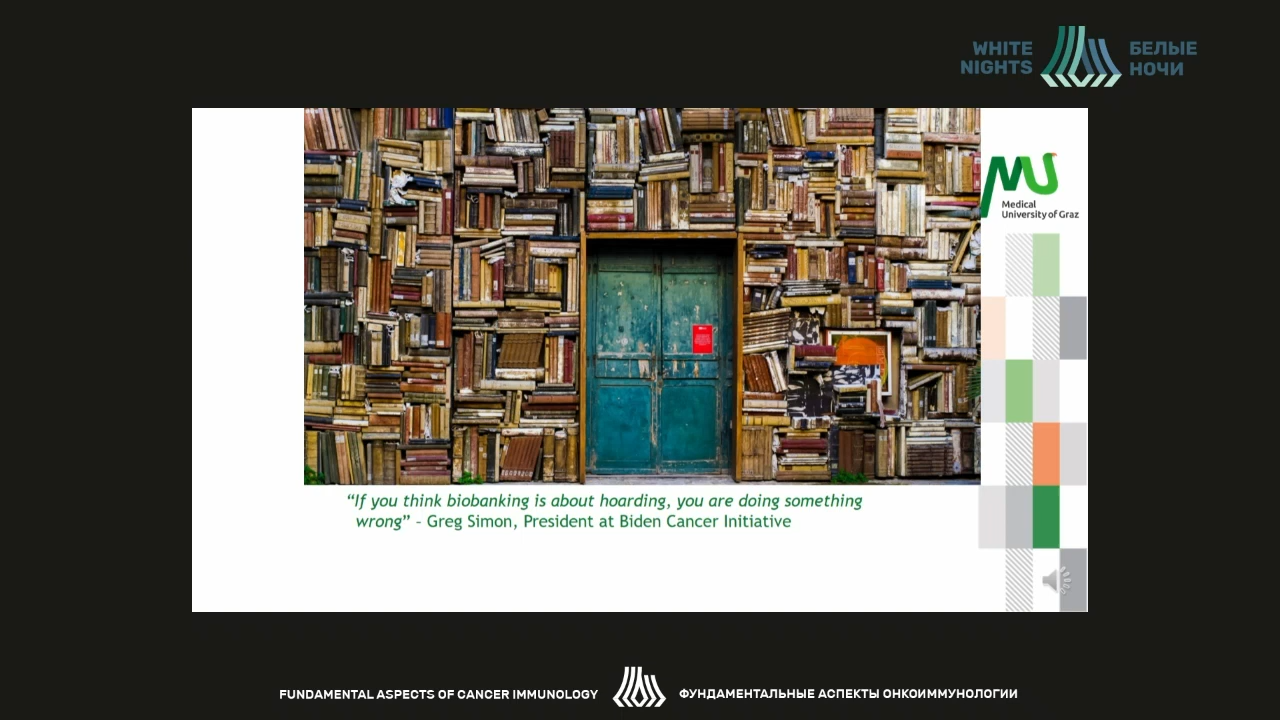 WHITE
NIGHTS
БЕЛЫЕ
НОЧИ
Medical
University of Graz
“If you think biobanking is about hoarding, you are doing something
wrong” - Greg Simon, President at Biden Cancer Initiative
FUNDAMENTAL ASPECTS OF CANCER IMMUNOLOGY
ФУНДАМЕНТАЛЬНЫЕ АСПЕКТЫ ОНКОИММУНОЛОГИИ